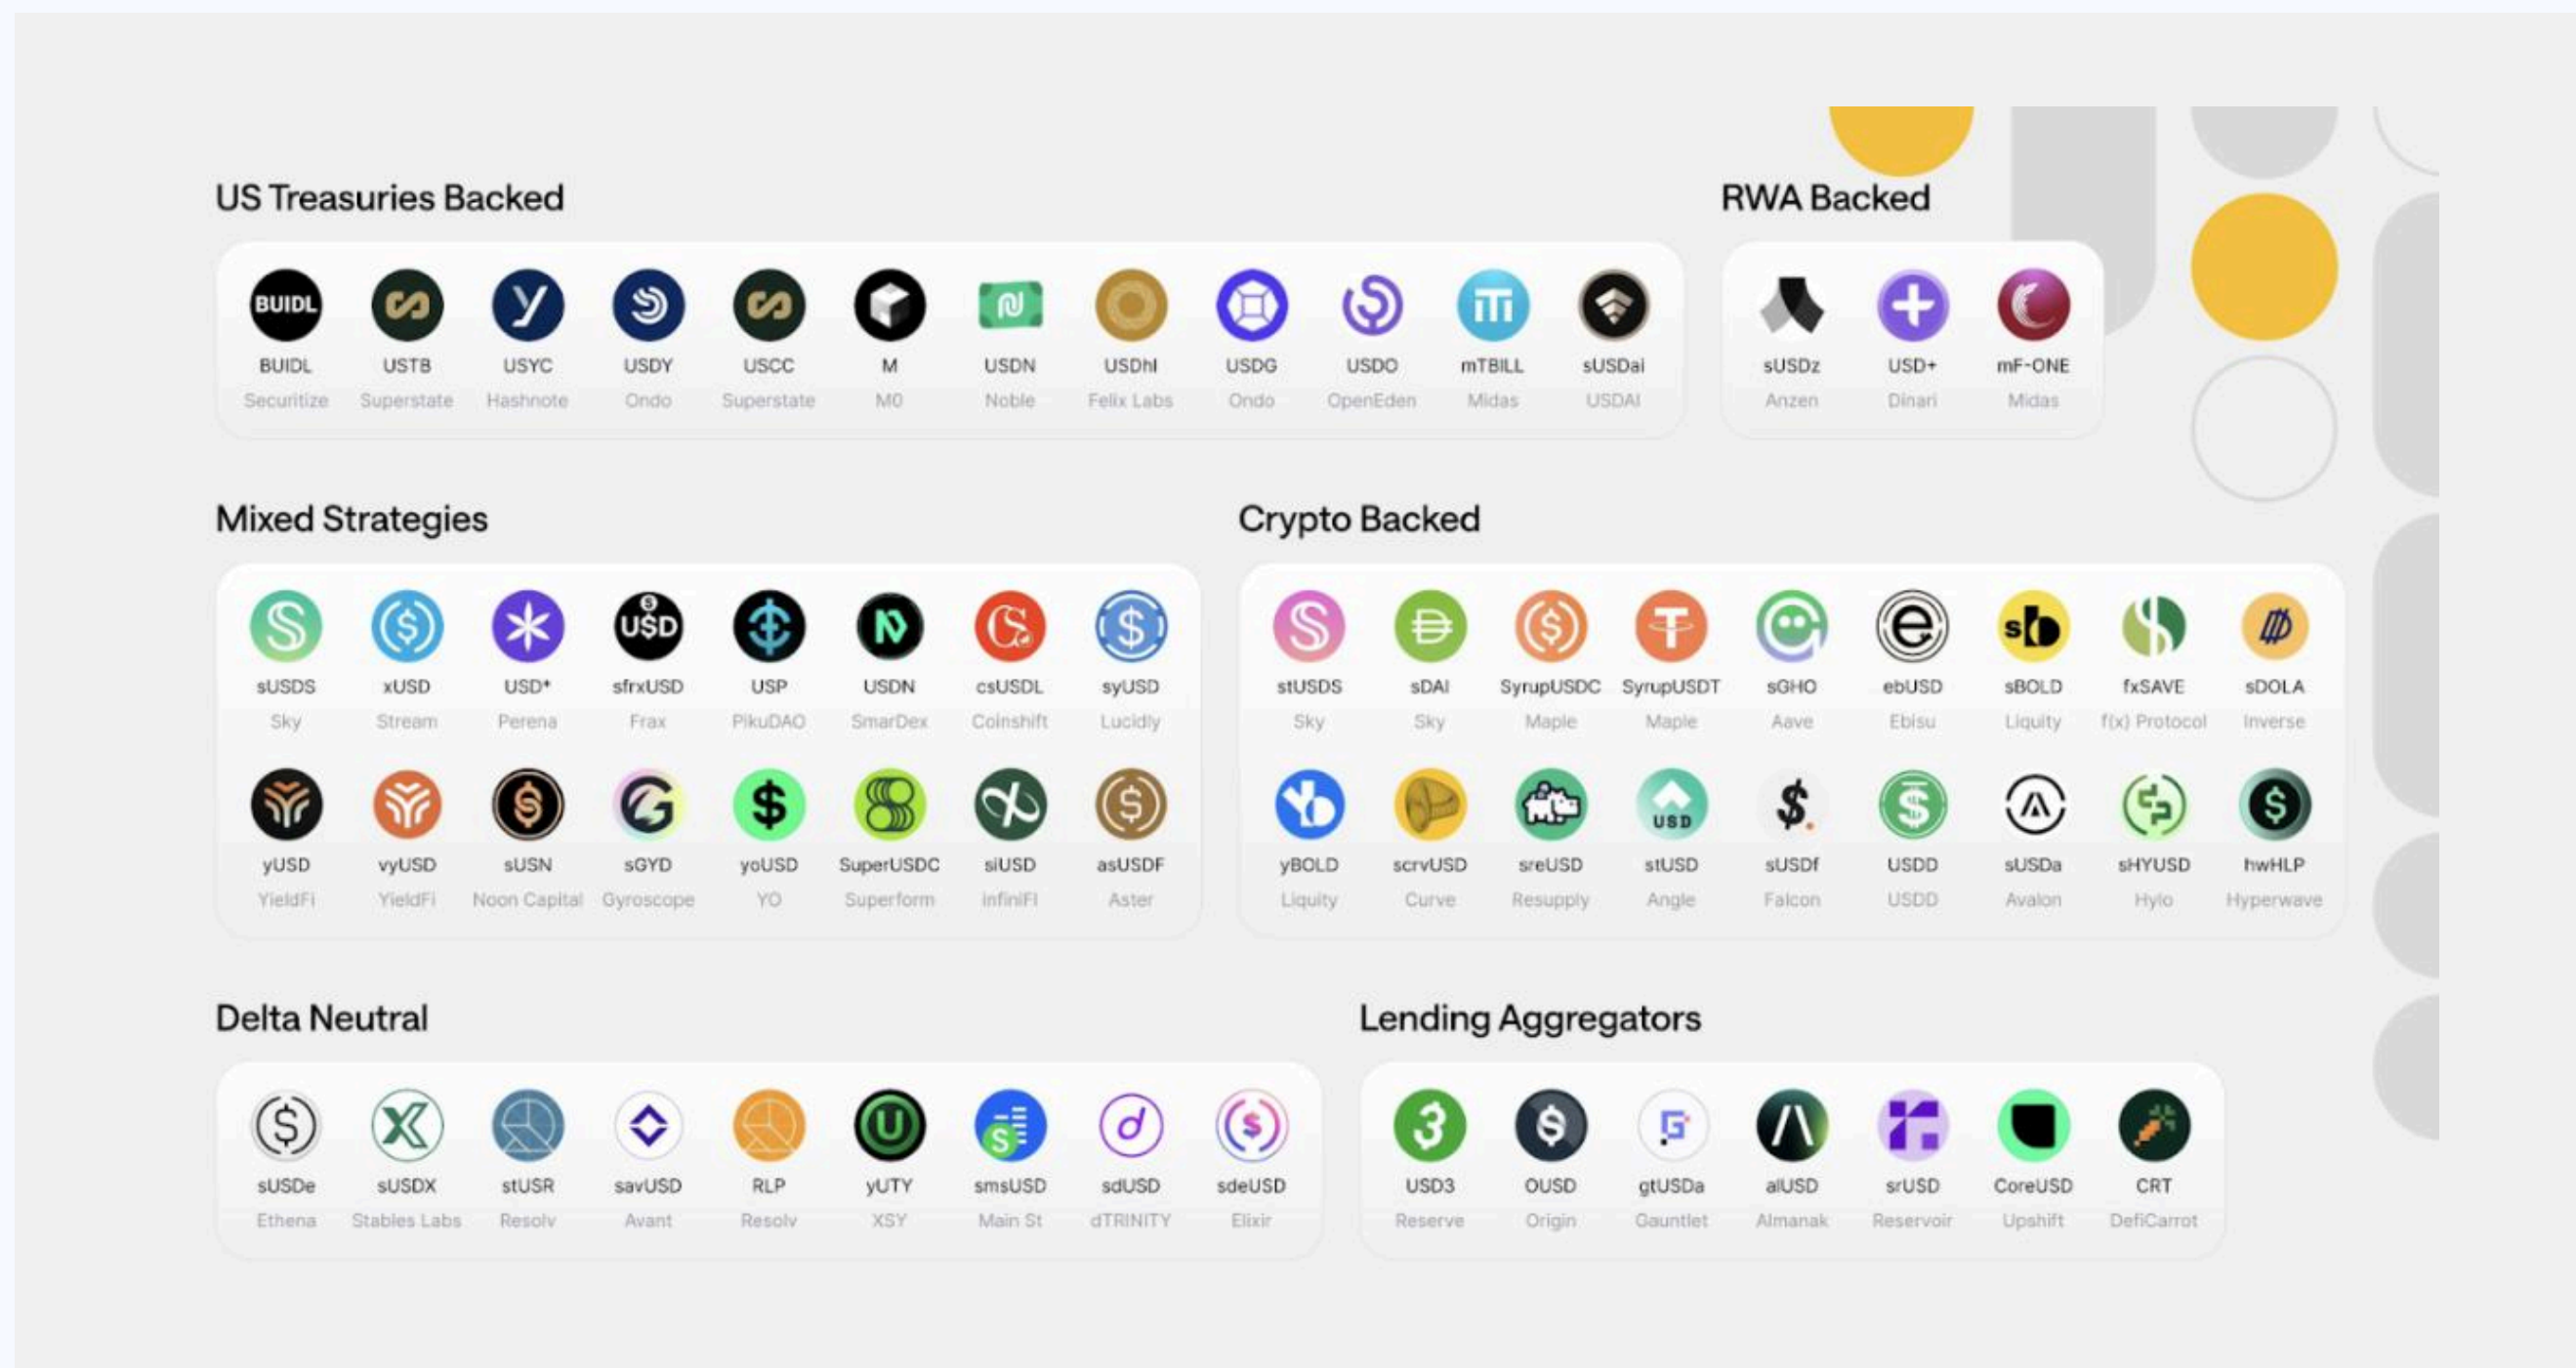 US Treasuries Backed
RWA Backed
BUIDL
BUIDL USTB USYC USDY USCC M USDN USDhl USDG USDO mTBILL sUSDai
Securitize Superstate Hashnote Ondo Superstate M0 Noble Felix Labs Ondo OpenEden Midas USDAI
sUSDz USD+ mF-ONE
Anzen Dinari Midas
Mixed Strategies
USD
sUSDS xUSD USD* sfrxUSD USP USDN csUSDL syUSD
Sky Stream Perena Frax PikuDAO SmarDex Coinshift Lucidly
yUSD vyUSD sUSN sGYD yoUSD SuperUSDC siUSD asUSDF
YieldFi YieldFi Noon Capital Gyroscope YO Superform infiniFi Aster
Crypto Backed
sb
stUSDS sDAI SyrupUSDC SyrupUSDT sGHO ebUSD sBOLD fxSAVE sDOLA
Sky Sky Maple Maple Aave Ebisu Liquity f(x) Protocol Inverse
USD
yBOLD scrvUSD sreUSD stUSD sUSDf USDD sUSDa sHYUSD hwHLP
Liquity Curve Resupply Angle Falcon USDD Avalon Hylo Hyperwave
Delta Neutral
sUSDe sUSDX stUSR savUSD RLP yUTY smsUSD sdUSD sdeUSD
Ethena Stables Labs Resolv Avant Resolv XSY Main St dTRINITY Elixir
Lending Aggregators
USD3 OUSD gtUSDa alUSD srUSD CoreUSD CRT
Reserve Origin Gauntlet Almanak Reservoir Upshift DefiCarrot